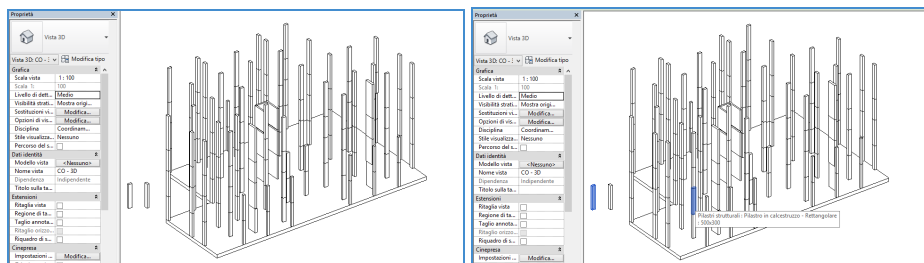 Proprietà X
Vista 3D
Vista 3D: CO - Modifica tipo
Grafica
Scala vista 1 : 100
Scala 1: 100
Livello di dett... Medio
Visibilità strati... Mostra origi...
Sostituzioni vi... Modifica...
Opzioni di vis... Modifica...
Disciplina Coordinam...
Stile visualizza... Nessuno
Percorso del s...
Dati identità
Modello vista <Nessuno>
Nome vista CO - 3D
Dipendenza Indipendente
Titolo sulla ta...
Estensioni
Ritaglia vista
Regione di ta...
Taglio annota...
Ritaglio orizzo...
Riquadro di s...
Cinepresa
Impostazioni ... Modifica...
Proprietà X
Vista 3D
Vista 3D: CO - Modifica tipo
Grafica
Scala vista 1 : 100
Scala 1: 100
Livello di dett... Medio
Visibilità strati... Mostra origi...
Sostituzioni vi... Modifica...
Opzioni di vis... Modifica...
Disciplina Coordinam...
Stile visualizza... Nessuno
Percorso del s...
Dati identità
Modello vista <Nessuno>
Nome vista CO - 3D
Dipendenza Indipendente
Titolo sulla ta...
Estensioni
Ritaglia vista
Regione di ta...
Taglio annota...
Ritaglio orizzo...
Riquadro di s...
Cinepresa
Impostazioni ... Modifica...
Pilastri strutturali : Pilastro in calcestruzzo - Rettangolare
: 500x300